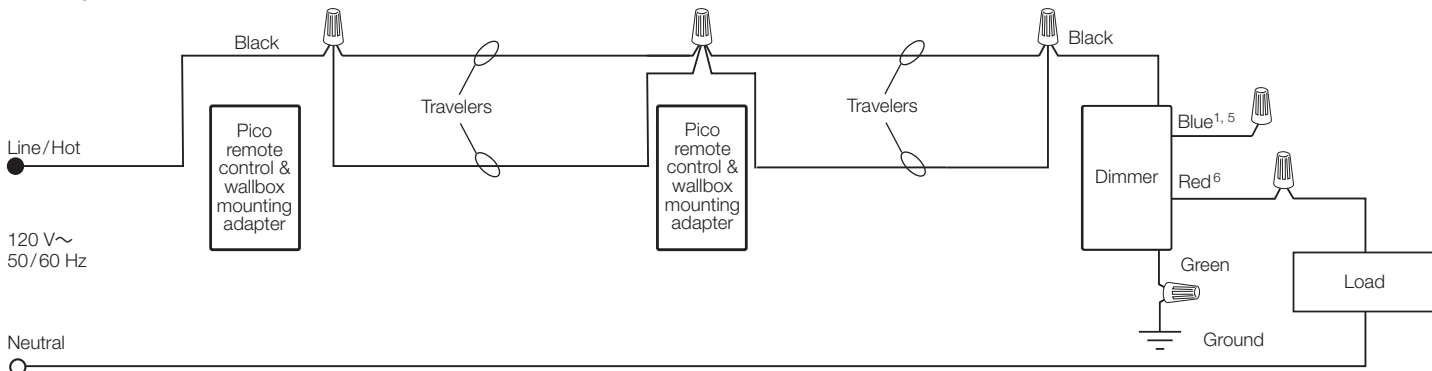 Black
Black
Travelers
Travelers
Line/Hot
Pico
remote
control &
wallbox
mounting
adapter
Pico
remote
control &
wallbox
mounting
adapter
Blue1, 5
Dimmer
Red6
120 V~
50/60 Hz
Green
Load
Neutral
Ground